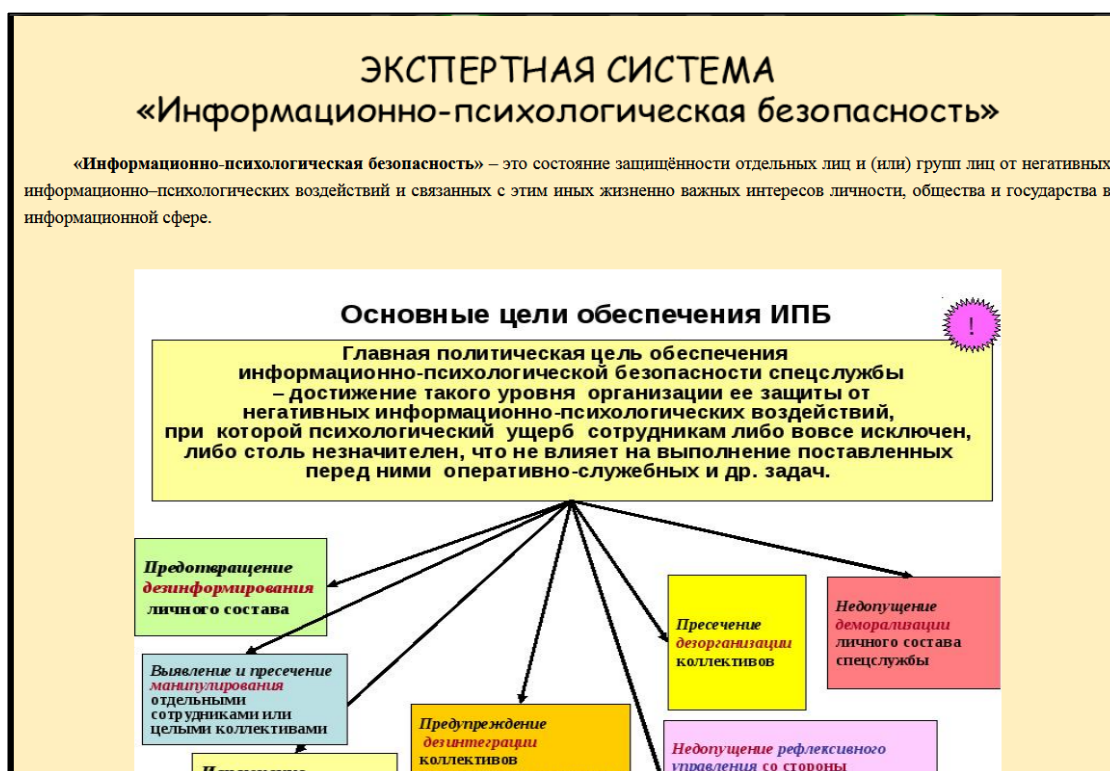 ЭКСПЕРТНАЯ СИСТЕМА
«Информационно-психологическая безопасность»
«Информационно-психологическая безопасность» – это состояние защищённости отдельных лиц и (или) групп лиц от негативных
информационно–психологических воздействий и связанных с этим иных жизненно важных интересов личности, общества и государства в
информационной сфере.
Основные цели обеспечения ИПБ
!
Главная политическая цель обеспечения
информационно-психологической безопасности спецслужбы
– достижение такого уровня организации ее защиты от
негативных информационно-психологических воздействий,
при которой психологический ущерб сотрудникам либо вовсе исключен,
либо столь незначителен, что не влияет на выполнение поставленных
перед ними оперативно-служебных и др. задач.
Предотвращение
дезинформирования
личного состава
Выявление и пресечение
манипулирования
отдельными
сотрудниками или
целыми коллективами
Предупреждение
дезинтеграции
коллективов
Пресечение
дезорганизации
коллективов
Недопущение
деморализации
личного состава
спецслужбы
Недопущение рефлексивного
управления со стороны